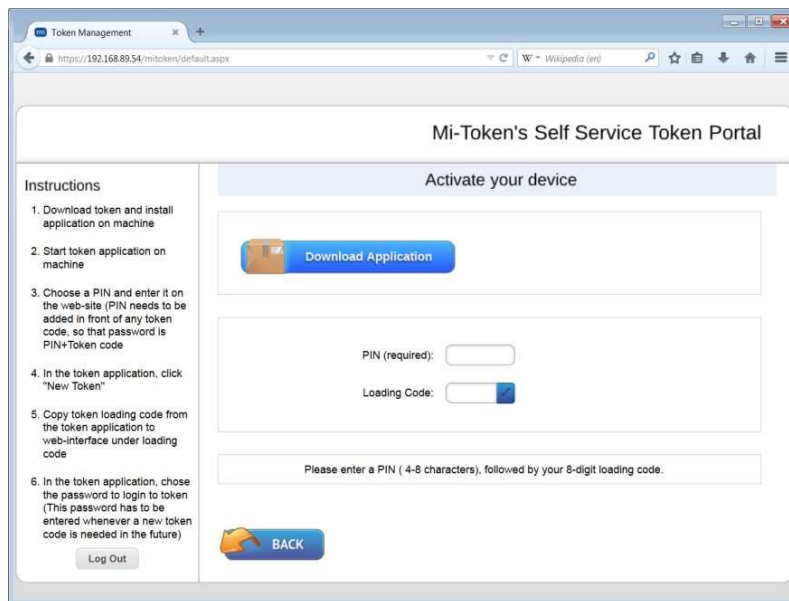 mi Token Management × +
https://192.168.89.54/mitoken/default.aspx W Wikipedia (en)
Mi-Token's Self Service Token Portal
Instructions
1. Download token and install
application on machine
2. Start token application on
machine
3. Choose a PIN and enter it on
the web-site (PIN needs to be
added in front of any token
code, so that password is
PIN+Token code
4. In the token application, click
"New Token"
5. Copy token loading code from
the token application to
web-interface under loading
code
6. In the token application, chose
the password to login to token
(This password has to be
entered whenever a new token
code is needed in the future)
Log Out
Activate your device
Download Application
PIN (required):
Loading Code:
Please enter a PIN ( 4-8 characters), followed by your 8-digit loading code.
BACK